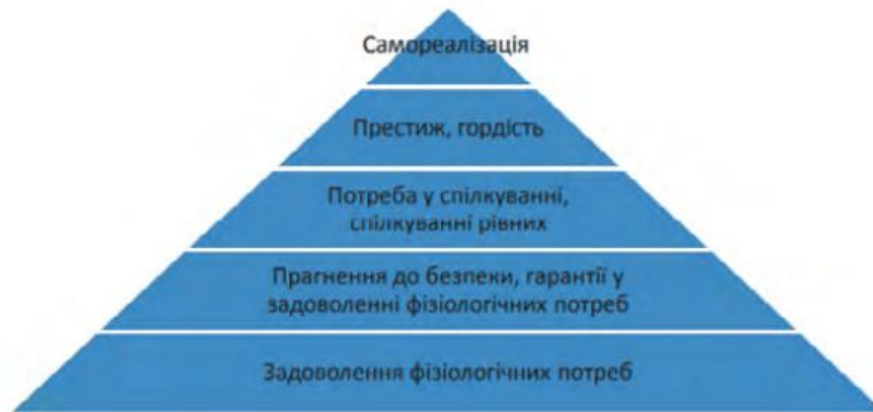 Самореалізація
Престиж, гордість
Потреба у спілкуванні,
спілкуванні рівних
Прагнення до безпеки, гарантії у
задоволенні фізіологічних потреб
Задоволення фізіологічних потреб